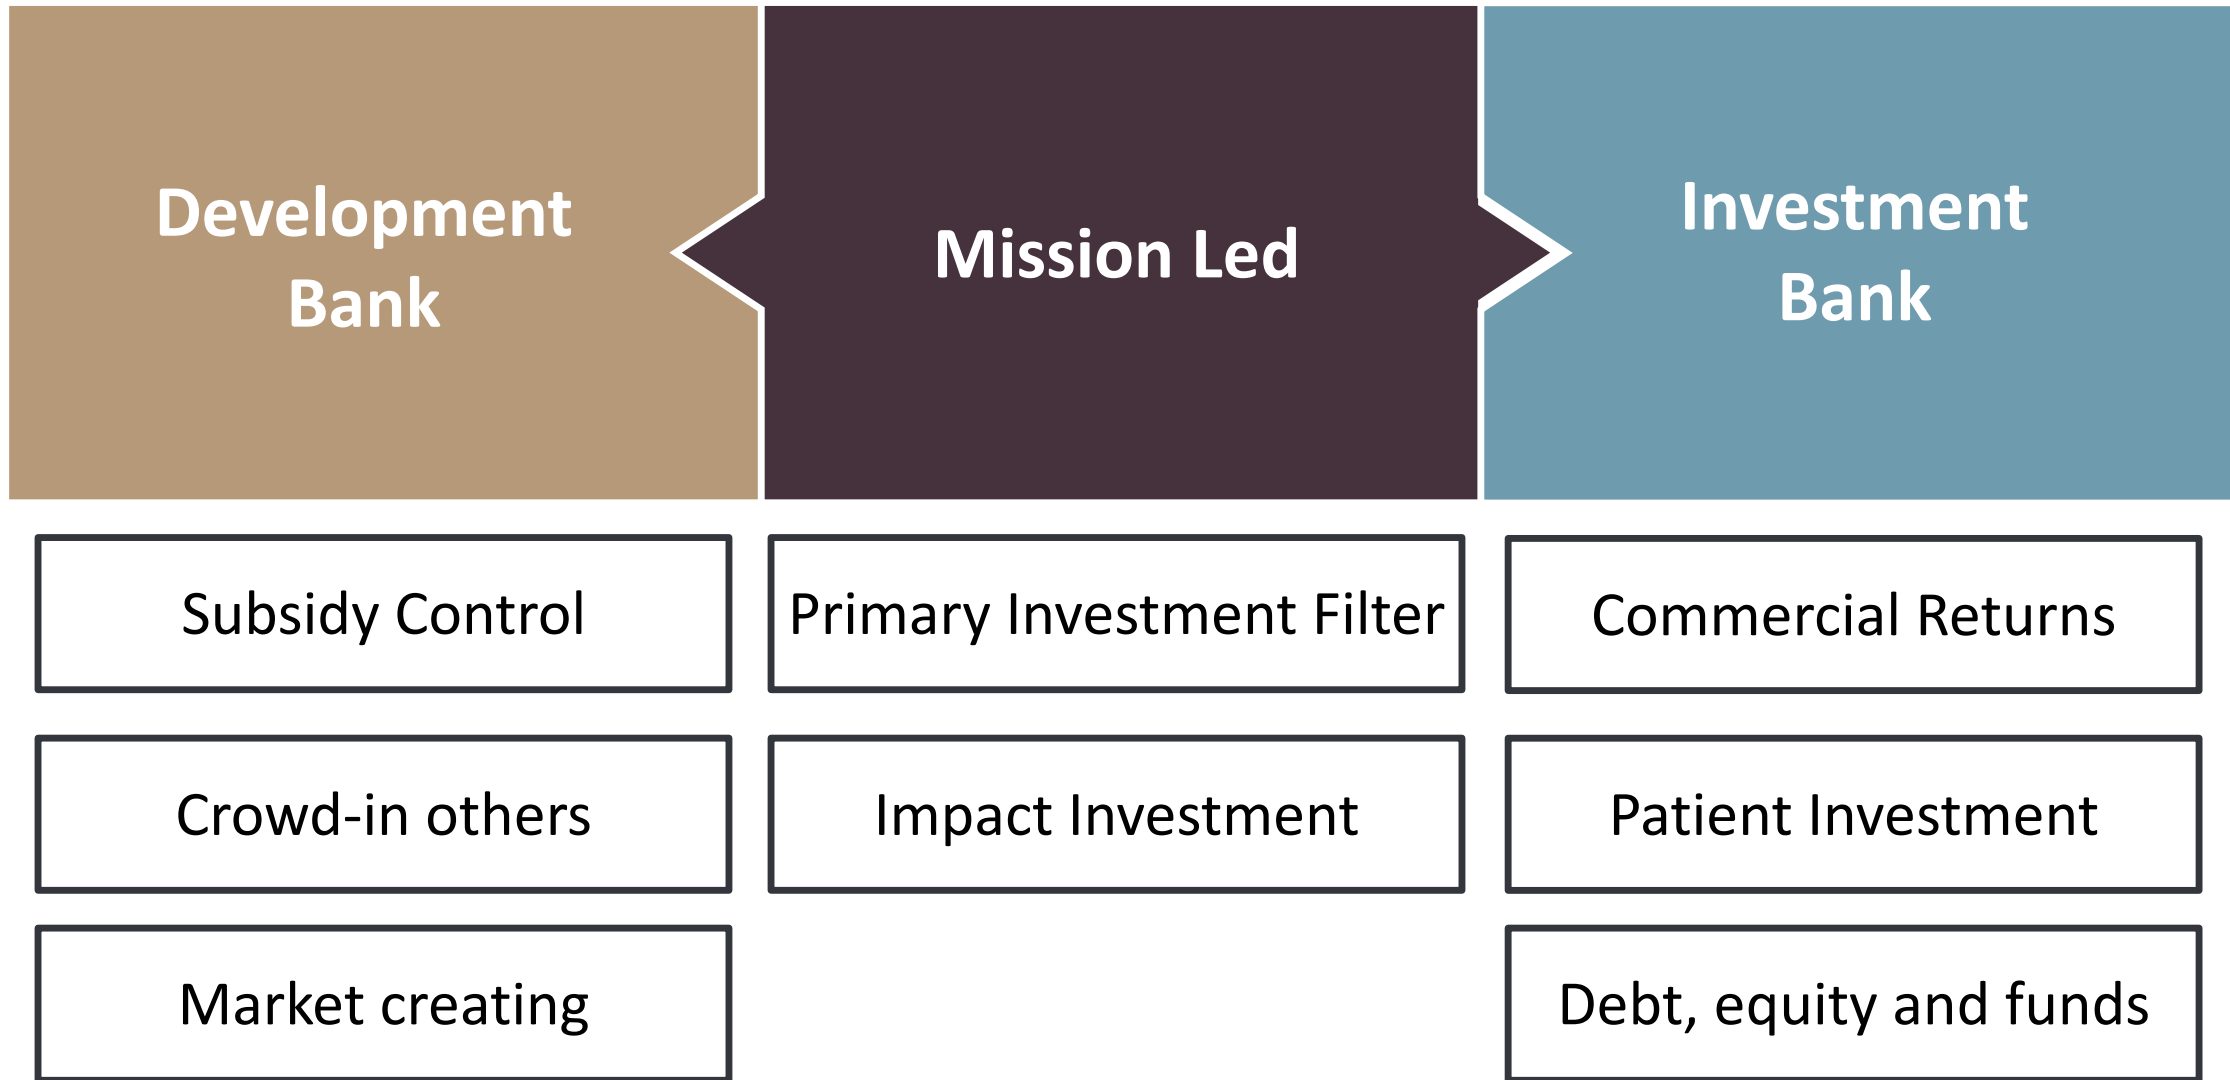 Development
Bank
Mission Led
Investment
Bank
Subsidy Control
Primary Investment Filter
Commercial Returns
Crowd-in others
Impact Investment
Patient Investment
Market creating
Debt, equity and funds